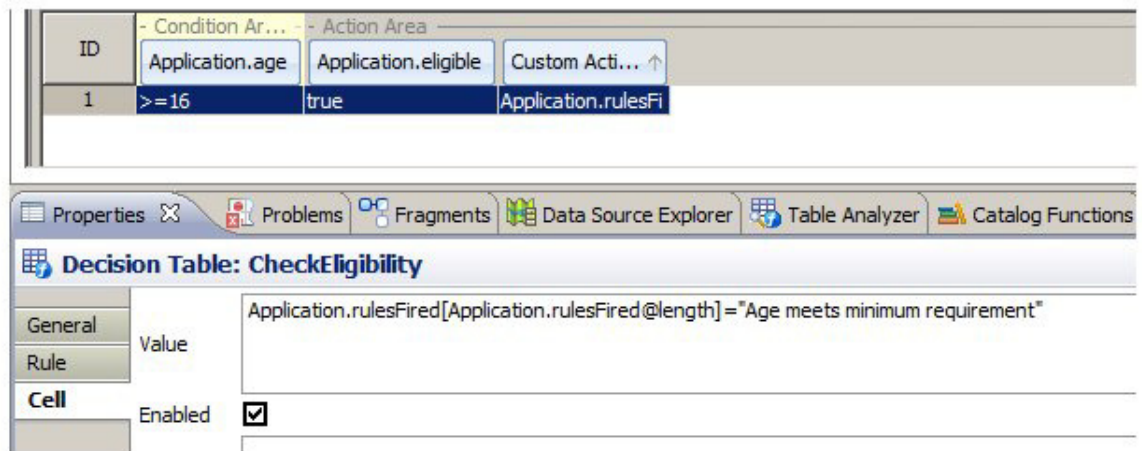 - Condition Ar... - - Action Area
ID Application.age Application.eligible Custom Acti...
1 >=16 true Application.rulesFi
Properties Problems Fragments Data Source Explorer Table Analyzer Catalog Functions
Decision Table: CheckEligibility
General
Value Application.rulesFired[Application.rulesFired@length]="Age meets minimum requirement"
Rule
Cell
Enabled